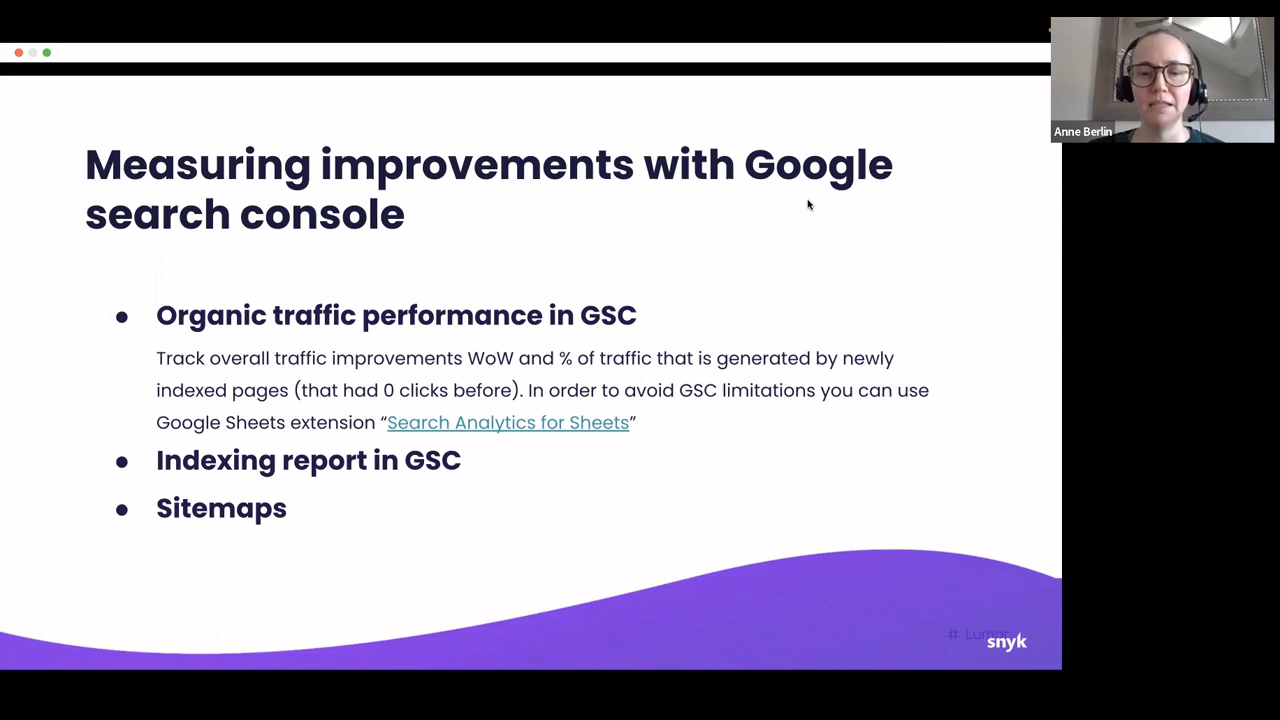 Anne Berlin
Measuring improvements with Google
search console
● Organic traffic performance in GSC
Track overall traffic improvements WoW and % of traffic that is generated by newly
indexed pages (that had 0 clicks before). In order to avoid GSC limitations you can use
Google Sheets extension “Search Analytics for Sheets”
● Indexing report in GSC
● Sitemaps
snyk